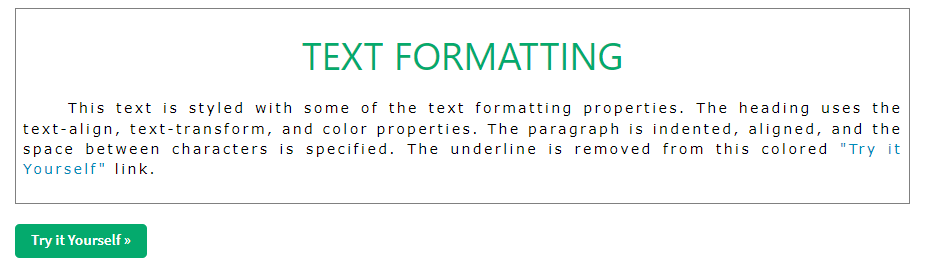 TEXT FORMATTING
This text is styled with some of the text formatting properties. The heading uses the
text-align, text-transform, and color properties. The paragraph is indented, aligned, and the
space between characters is specified. The underline is removed from this colored "Try it
Yourself" link.
Try it Yourself »